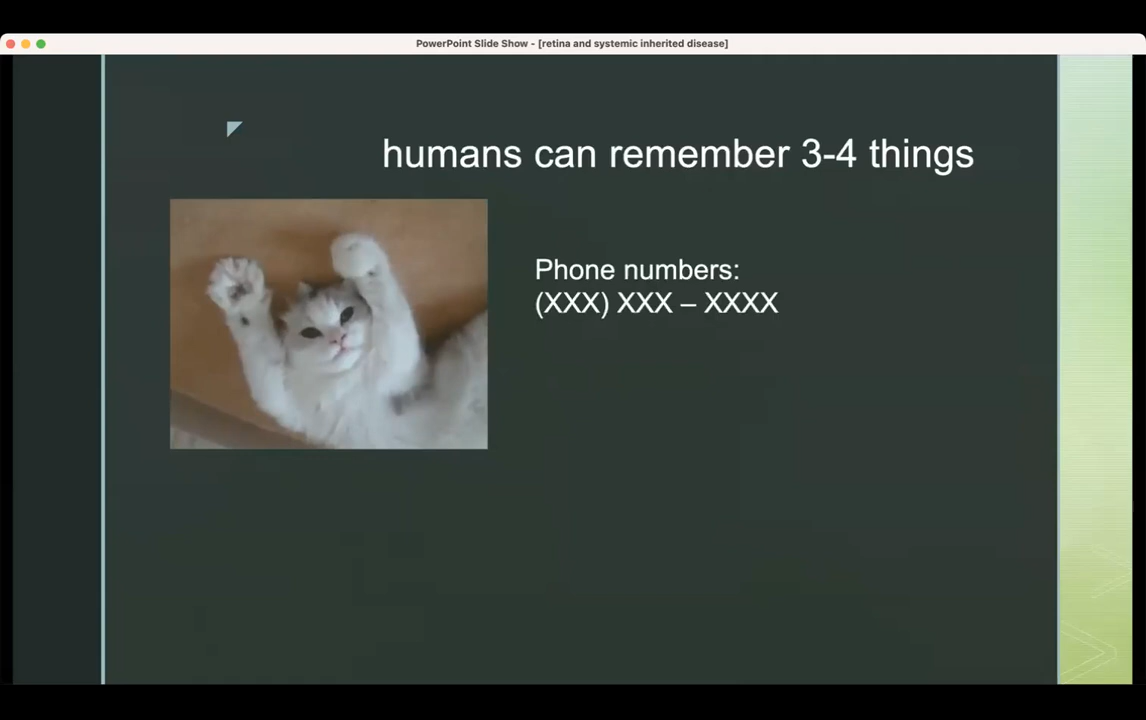 PowerPoint Slide Show - [retina and systemic inherited disease]
humans can remember 3-4 things
Phone numbers:
(XXX) XXX – XXXX